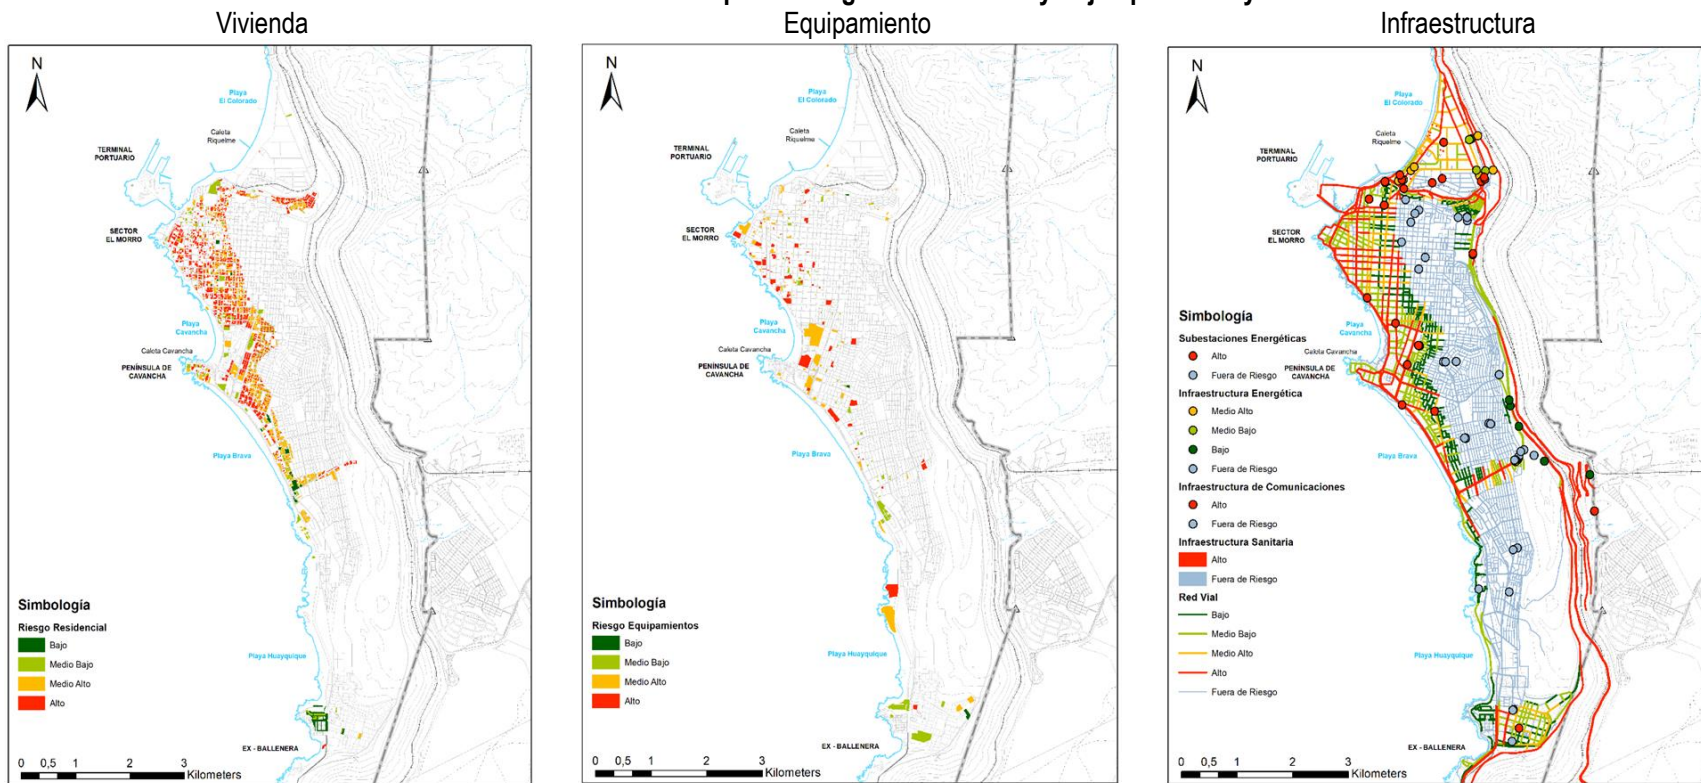 Vivienda
Equipamiento
Infraestructura
N
Playa
El Colorado
Caleta
Riquelme
TERMINAL
PORTUARIO
SECTOR
EL MORRO
Playa
Cavancha
Caleta Cavancha
PENÍNSULA DE
CAVANCHA
Playa Brava
Simbología
Riesgo Residencial
Bajo
Medio Bajo
Medio Alto
Alto
Playa Huayquique
EX - BALLENERA
0 0,5 1 2 3
Kilometers
N
Playa
El Colorado
Caleta
Riquelme
TERMINAL
PORTUARIO
SECTOR
EL MORRO
Playa
Cavancha
Caleta Cavancha
PENÍNSULA DE
CAVANCHA
Playa Brava
Simbología
Riesgo Equipamientos
Bajo
Medio Bajo
Medio Alto
Alto
Playa Huayquique
EX - BALLENERA
0 0,5 1 2 3
Kilometers
N
Playa
El Colorado
Caleta
Riquelme
TERMINAL
PORTUARIO
SECTOR
EL MORRO
Playa
Cavancha
Caleta Cavancha
PENÍNSULA DE
CAVANCHA
Playa Brava
Simbología
Subestaciones Energéticas
Alto
Fuera de Riesgo
Infraestructura Energética
Medio Alto
Medio Bajo
Bajo
Fuera de Riesgo
Infraestructura de Comunicaciones
Alto
Fuera de Riesgo
Infraestructura Sanitaria
Alto
Fuera de Riesgo
Red Vial
Bajo
Medio Bajo
Medio Alto
Alto
Fuera de Riesgo
Playa Huayquique
EX - BALLENERA
0 0,5 1 2 3
Kilometers